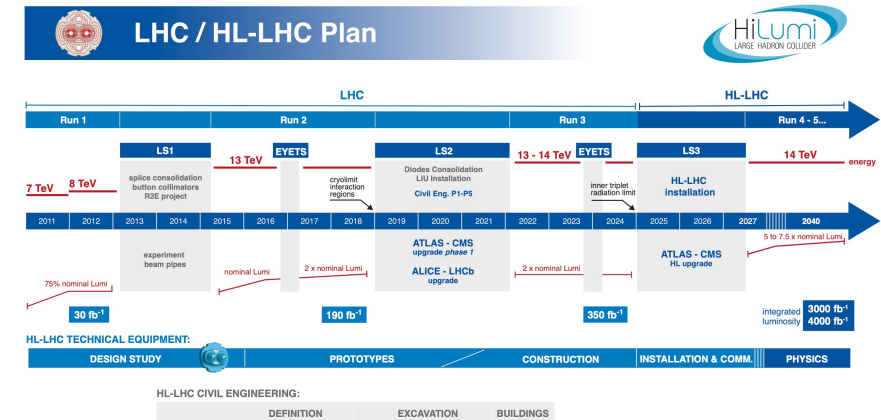 LHC / HL-LHC Plan
HiLumi
LARGE HADRON COLLIDER
LHC
HL-LHC
Run 1
Run 2
Run 3
Run 4 - 5...
LS1
EYETS
LS2
EYETS
LS3
7 TeV
8 TeV
13 TeV
13 - 14 TeV
14 TeV
energy
splice consolidation
button collimators
R2E project
cryolimit
interaction
regions
Diodes Consolidation
LIU Installation
Civil Eng. P1-P5
inner triplet
radiation limit
HL-LHC
installation
2011 2012 2013 2014 2015 2016 2017 2018 2019 2020 2021 2022 2023 2024 2025 2026 2027 2040
75% nominal Lumi
experiment
beam pipes
nominal Lumi
2 x nominal Lumi
ATLAS - CMS
upgrade phase 1
ALICE - LHCb
upgrade
2 x nominal Lumi
ATLAS - CMS
HL upgrade
5 to 7.5 x nominal Lumi
30 fb-1
190 fb-1
350 fb-1
integrated
luminosity
3000 fb-1
4000 fb-1
HL-LHC TECHNICAL EQUIPMENT:
DESIGN STUDY
PROTOTYPES
CONSTRUCTION
INSTALLATION & COMM.
PHYSICS
HL-LHC CIVIL ENGINEERING:
DEFINITION
EXCAVATION
BUILDINGS